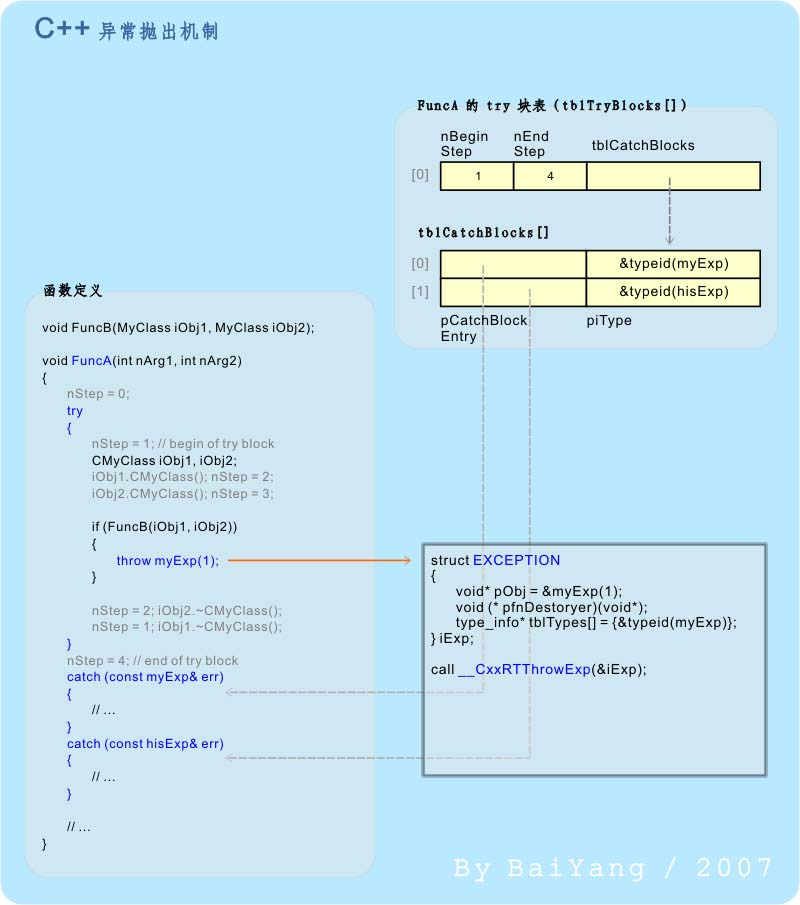 C++ 异常抛出机制
FuncA 的 try 块表 (tblTryBlocks[])
nBegin Step
nEnd Step
tblCatchBlocks
[0]
1
4
tblCatchBlocks[]
[0]
&typeid(myExp)
[1]
&typeid(hisExp)
pCatchBlock Entry
piType
函数定义
void FuncB(MyClass iObj1, MyClass iObj2);
void FuncA(int nArg1, int nArg2)
{
nStep = 0;
try
{
nStep = 1; // begin of try block
CMyClass iObj1, iObj2;
iObj1.CMyClass(); nStep = 2;
iObj2.CMyClass(); nStep = 3;
if (FuncB(iObj1, iObj2))
{
throw myExp(1);
}
nStep = 2; iObj2.~CMyClass();
nStep = 1; iObj1.~CMyClass();
}
nStep = 4; // end of try block
catch (const myExp& err)
{
// ...
}
catch (const hisExp& err)
{
// ...
}
// ...
}
struct EXCEPTION
{
void* pObj = &myExp(1);
void (* pfnDestoryer)(void*);
type_info* tblTypes[] = {&typeid(myExp)};
} iExp;
call __CxxRTThrowExp(&iExp);
By BaiYang / 2007